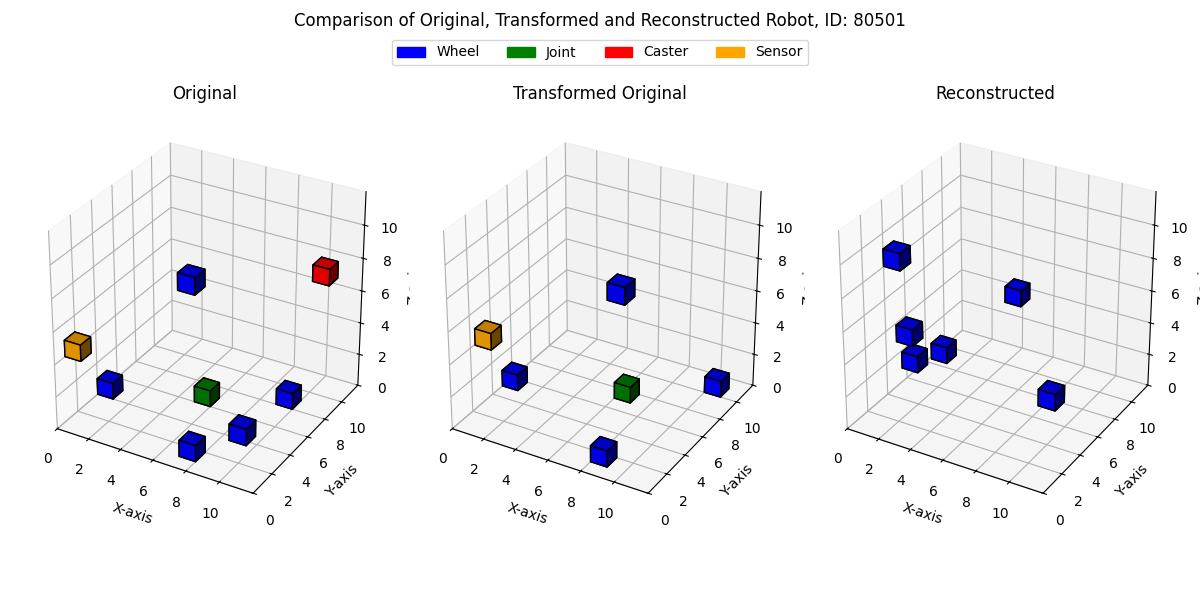 Comparison of Original, Transformed and Reconstructed Robot, ID: 80501
Wheel Joint Caster Sensor
Original Transformed Original Reconstructed
10 10 10
8 8 8
6 6 6
4 4 4
2 2 2
0 0 0
10 10 10
8 8 8
6 6 6
4 4 4
2 2 2
0 0 0
0 2 4 6 8 10 0 2 4 6 8 10 0 2 4 6 8 10
X-axis Y-axis X-axis Y-axis X-axis Y-axis